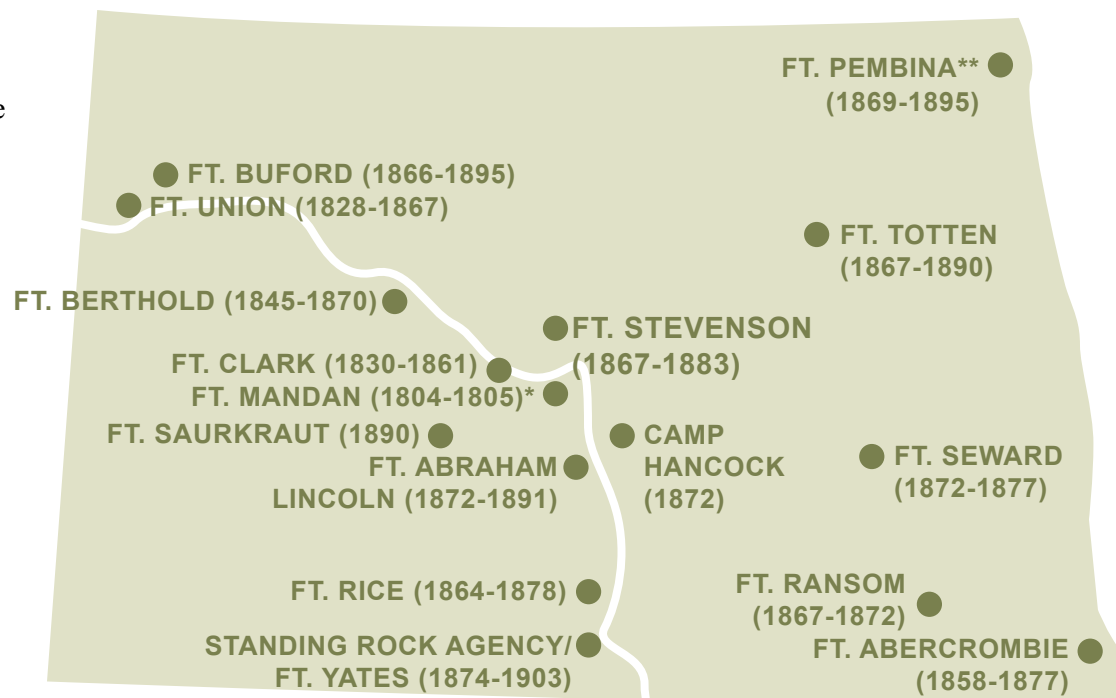 FT. PEMBINA**
(1869-1895)
e
FT. BUFORD (1866-1895)
FT. UNION (1828-1867)
FT. TOTTEN
(1867-1890)
FT. BERTHOLD (1845-1870)
FT. STEVENSON
(1867-1883)
FT. CLARK (1830-1861)
FT. MANDAN (1804-1805)*
FT. SAURKRAUT (1890)
CAMP
HANCOCK
(1872)
FT. ABRAHAM
LINCOLN (1872-1891)
FT. SEWARD
(1872-1877)
FT. RICE (1864-1878)
FT. RANSOM
(1867-1872)
STANDING ROCK AGENCY/
FT. YATES (1874-1903)
FT. ABERCROMBIE
(1858-1877)